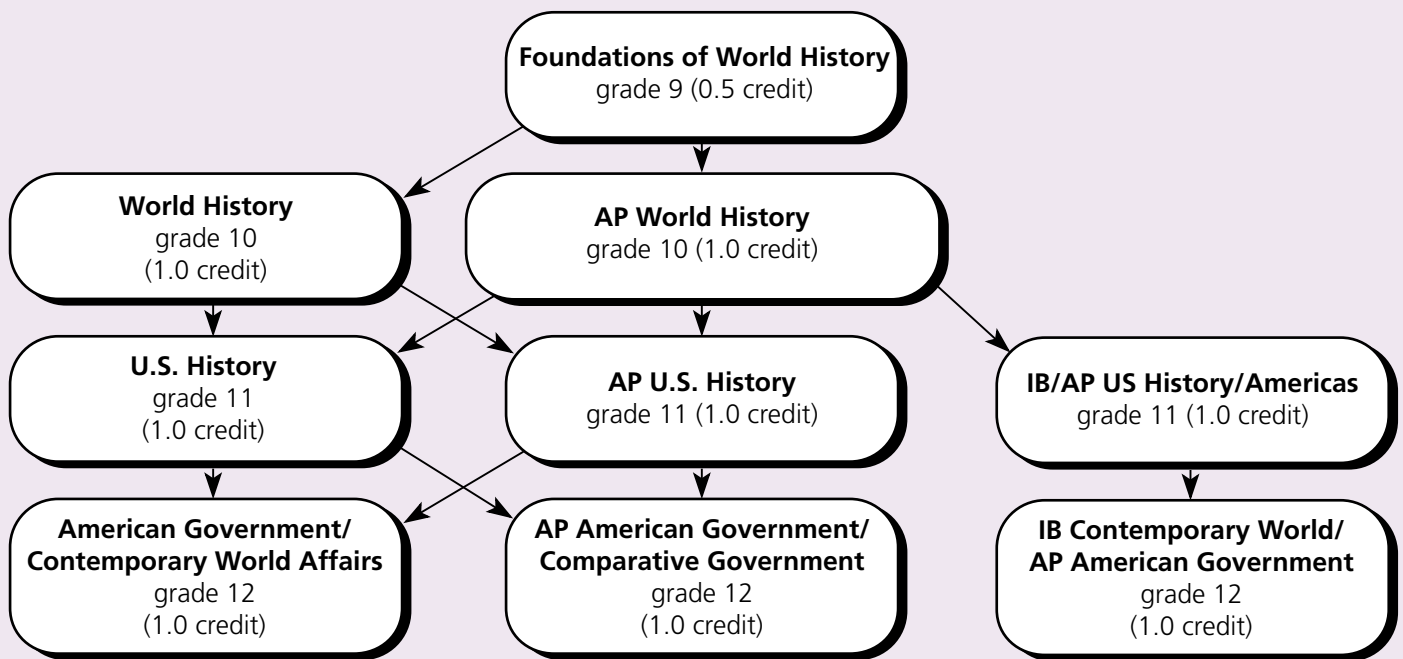 Foundations of World History
grade 9 (0.5 credit)
World History
grade 10
(1.0 credit)
AP World History
grade 10 (1.0 credit)
U.S. History
grade 11
(1.0 credit)
AP U.S. History
grade 11 (1.0 credit)
IB/AP US History/Americas
grade 11 (1.0 credit)
American Government/
Contemporary World Affairs
grade 12
(1.0 credit)
AP American Government/
Comparative Government
grade 12
(1.0 credit)
IB Contemporary World/
AP American Government
grade 12
(1.0 credit)